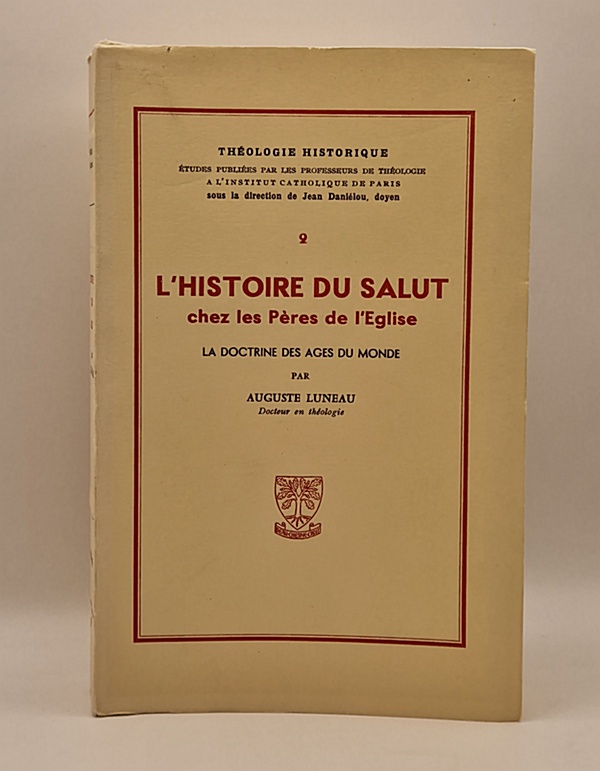 THÉOLOGIE HISTORIQUE
ÉTUDES PUBLIÉES PAR LES PROFESSEURS DE THÉOLOGIE
A L'INSTITUT CATHOLIQUE DE PARIS
sous la direction de Jean Daniélou, doyen
2
L'HISTOIRE DU SALUT
chez les Pères de l'Eglise
LA DOCTRINE DES AGES DU MONDE
PAR
AUGUSTE LUNEAU
Docteur en théologie